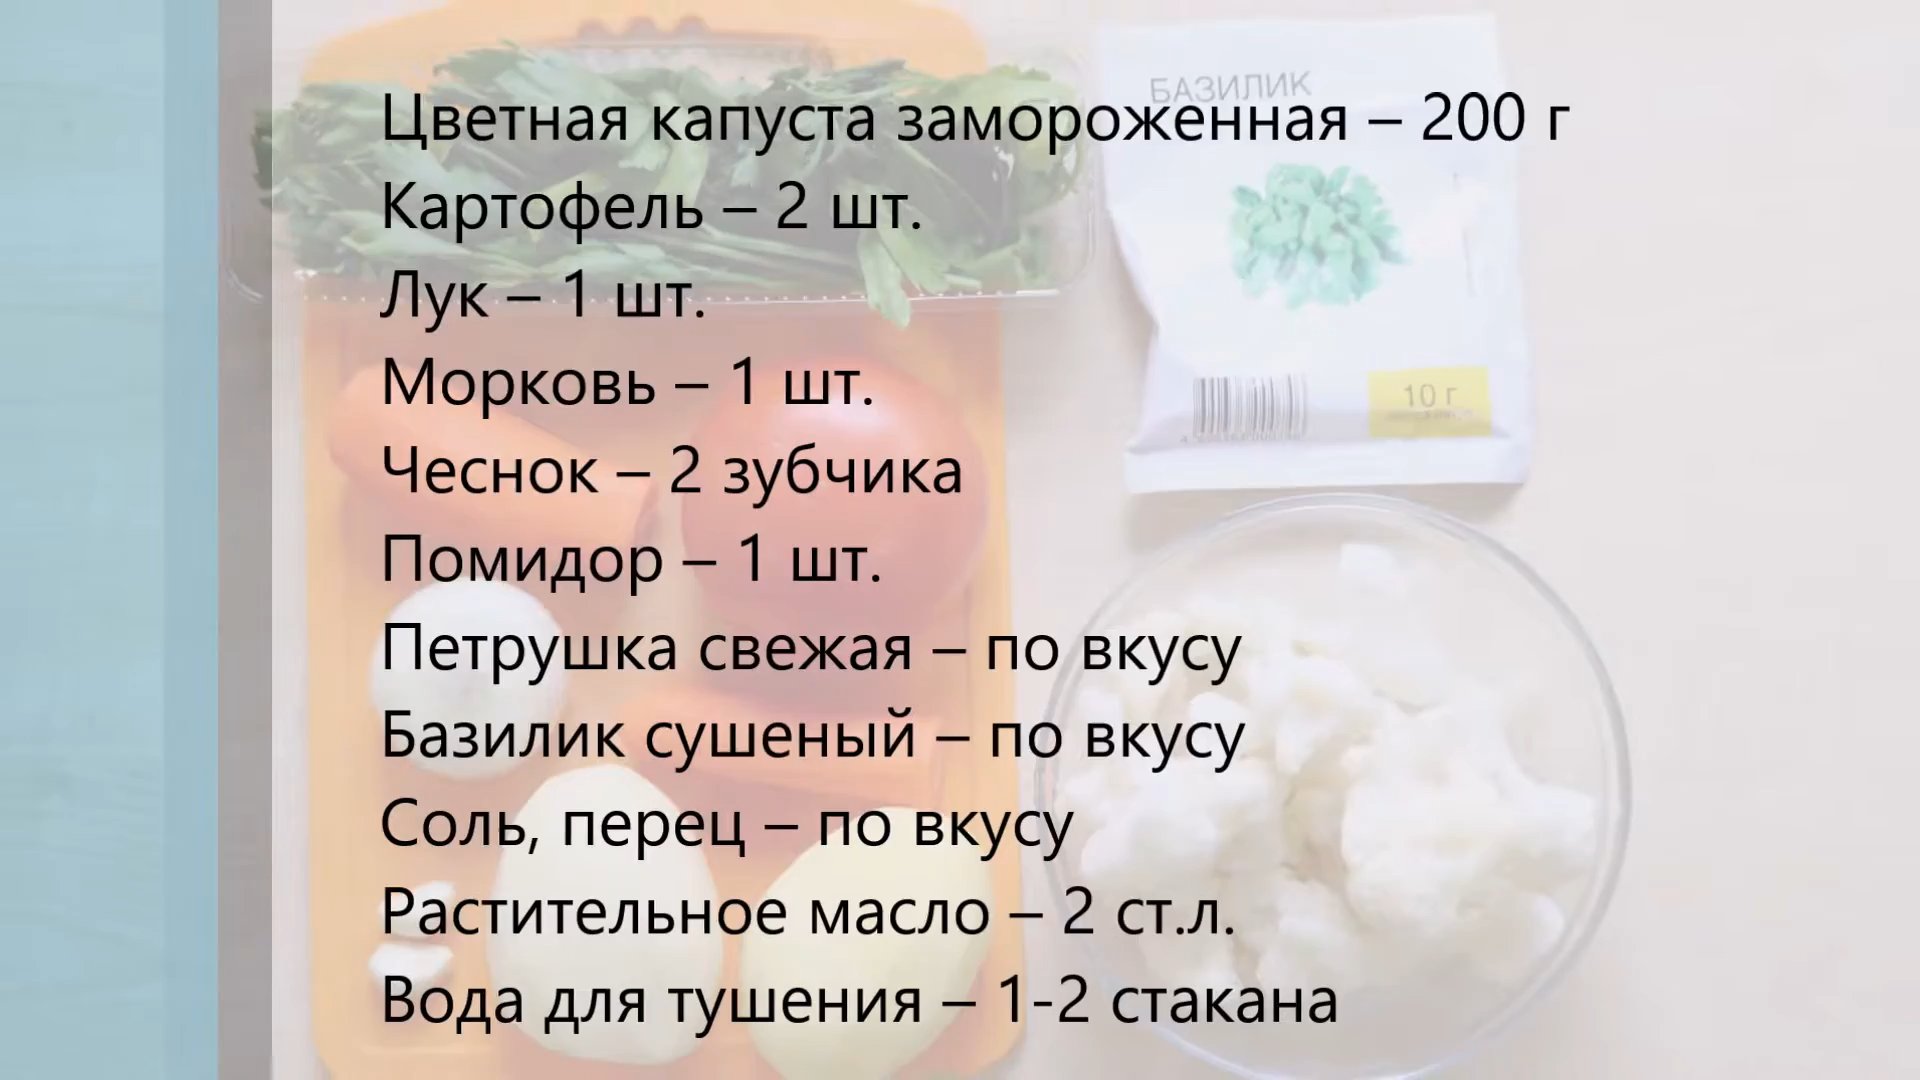 БАЗИЛИК
Цветная капуста замороженная – 200 г
Картофель – 2 шт.
Лук – 1 шт.
Морковь – 1 шт.
10 г
Чеснок – 2 зубчика
Помидор – 1 шт.
Петрушка свежая – по вкусу
Базилик сушеный – по вкусу
Соль, перец – по вкусу
Растительное масло – 2 ст.л.
Вода для тушения – 1-2 стакана